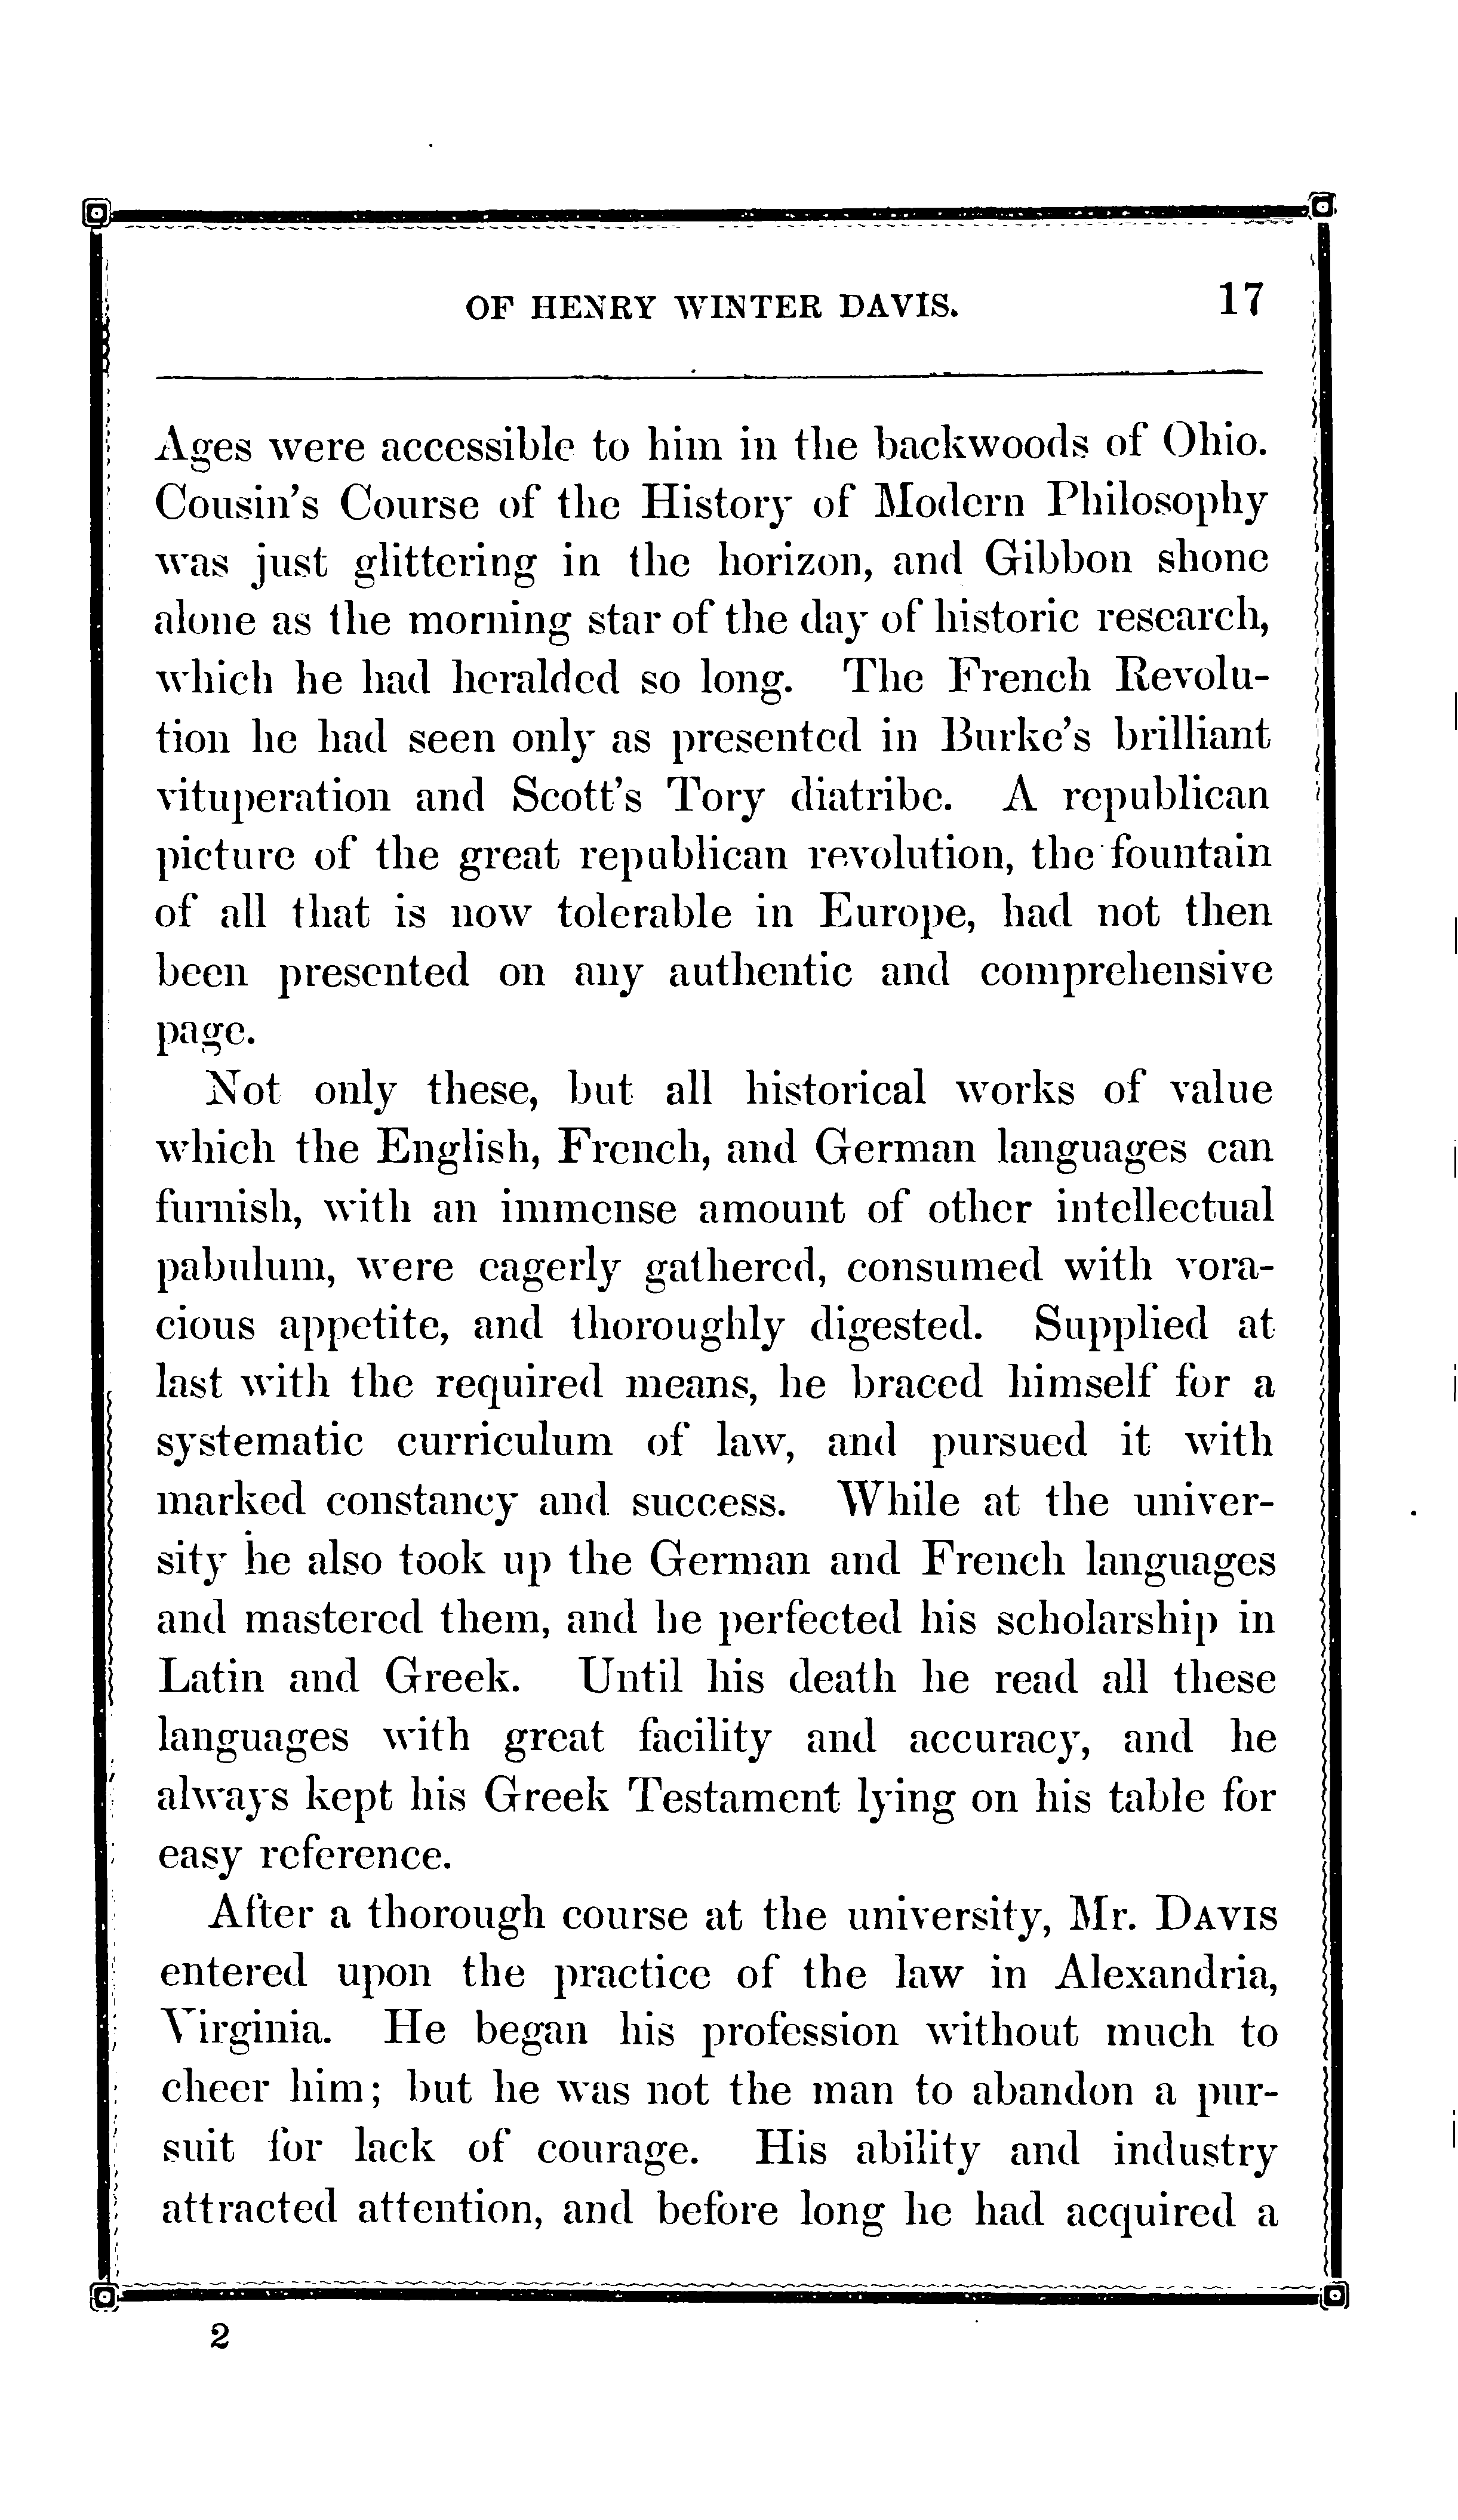 OF HENRY WINTER DAVIS. 17
Ages were accessible to him in the backwoods of Ohio.
Cousin's Course of the History of Modern Philosophy
was just glittering in the horizon, and Gibbon shone
alone as the morning star of the day of historic research,
which he had heralded so long. The French Revolu-
tion he had seen only as presented in Burke's brilliant
vituperation and Scott's Tory diatribe. A republican
picture of the great republican revolution, the fountain
of all that is now tolerable in Europe, had not then
been presented on any authentic and comprehensive
page.
Not only these, but all historical works of value
which the English, French, and German languages can
furnish, with an immense amount of other intellectual
pabulum, were eagerly gathered, consumed with vora-
cious appetite, and thoroughly digested. Supplied at
last with the required means, he braced himself for a
systematic curriculum of law, and pursued it with
marked constancy and success. While at the univer-
sity he also took up the German and French languages
and mastered them, and he perfected his scholarship in
Latin and Greek. Until his death he read all these
languages with great facility and accuracy, and he
always kept his Greek Testament lying on his table for
easy reference.
After a thorough course at the university, Mr. DAVIS
entered upon the practice of the law in Alexandria,
Virginia. He began his profession without much to
cheer him; but he was not the man to abandon a pur-
suit for lack of courage. His ability and industry
attracted attention, and before long he had acquired a
2